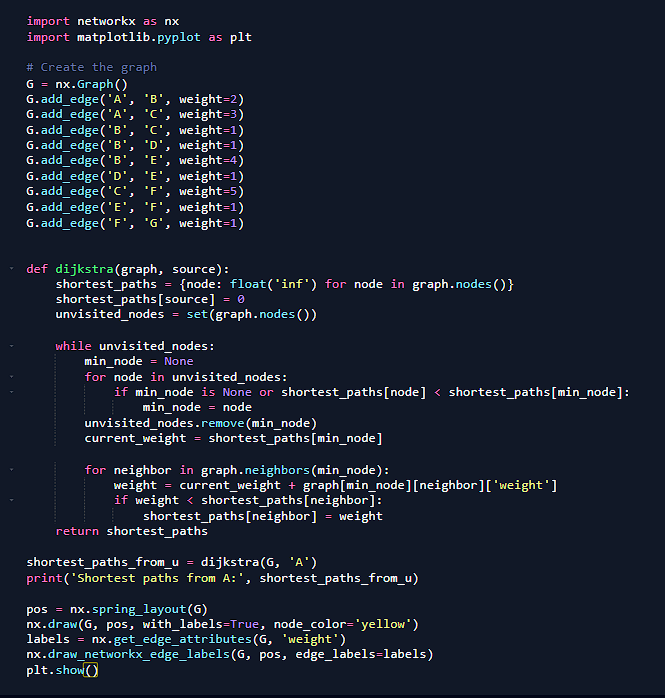 import networkx as nx
import matplotlib.pyplot as plt

# Create the graph
G = nx.Graph()
G.add_edge('A', 'B', weight=2)
G.add_edge('A', 'C', weight=3)
G.add_edge('B', 'C', weight=1)
G.add_edge('B', 'D', weight=1)
G.add_edge('B', 'E', weight=4)
G.add_edge('D', 'E', weight=1)
G.add_edge('C', 'F', weight=5)
G.add_edge('E', 'F', weight=1)
G.add_edge('F', 'G', weight=1)

def dijkstra(graph, source):
    shortest_paths = {node: float('inf') for node in graph.nodes()}
    shortest_paths[source] = 0
    unvisited_nodes = set(graph.nodes())

    while unvisited_nodes:
        min_node = None
        for node in unvisited_nodes:
            if min_node is None or shortest_paths[node] < shortest_paths[min_node]:
                min_node = node
        unvisited_nodes.remove(min_node)
        current_weight = shortest_paths[min_node]

        for neighbor in graph.neighbors(min_node):
            weight = current_weight + graph[min_node][neighbor]['weight']
            if weight < shortest_paths[neighbor]:
                shortest_paths[neighbor] = weight
    return shortest_paths

shortest_paths_from_u = dijkstra(G, 'A')
print('Shortest paths from A:', shortest_paths_from_u)

pos = nx.spring_layout(G)
nx.draw(G, pos, with_labels=True, node_color='yellow')
labels = nx.get_edge_attributes(G, 'weight')
nx.draw_networkx_edge_labels(G, pos, edge_labels=labels)
plt.show()